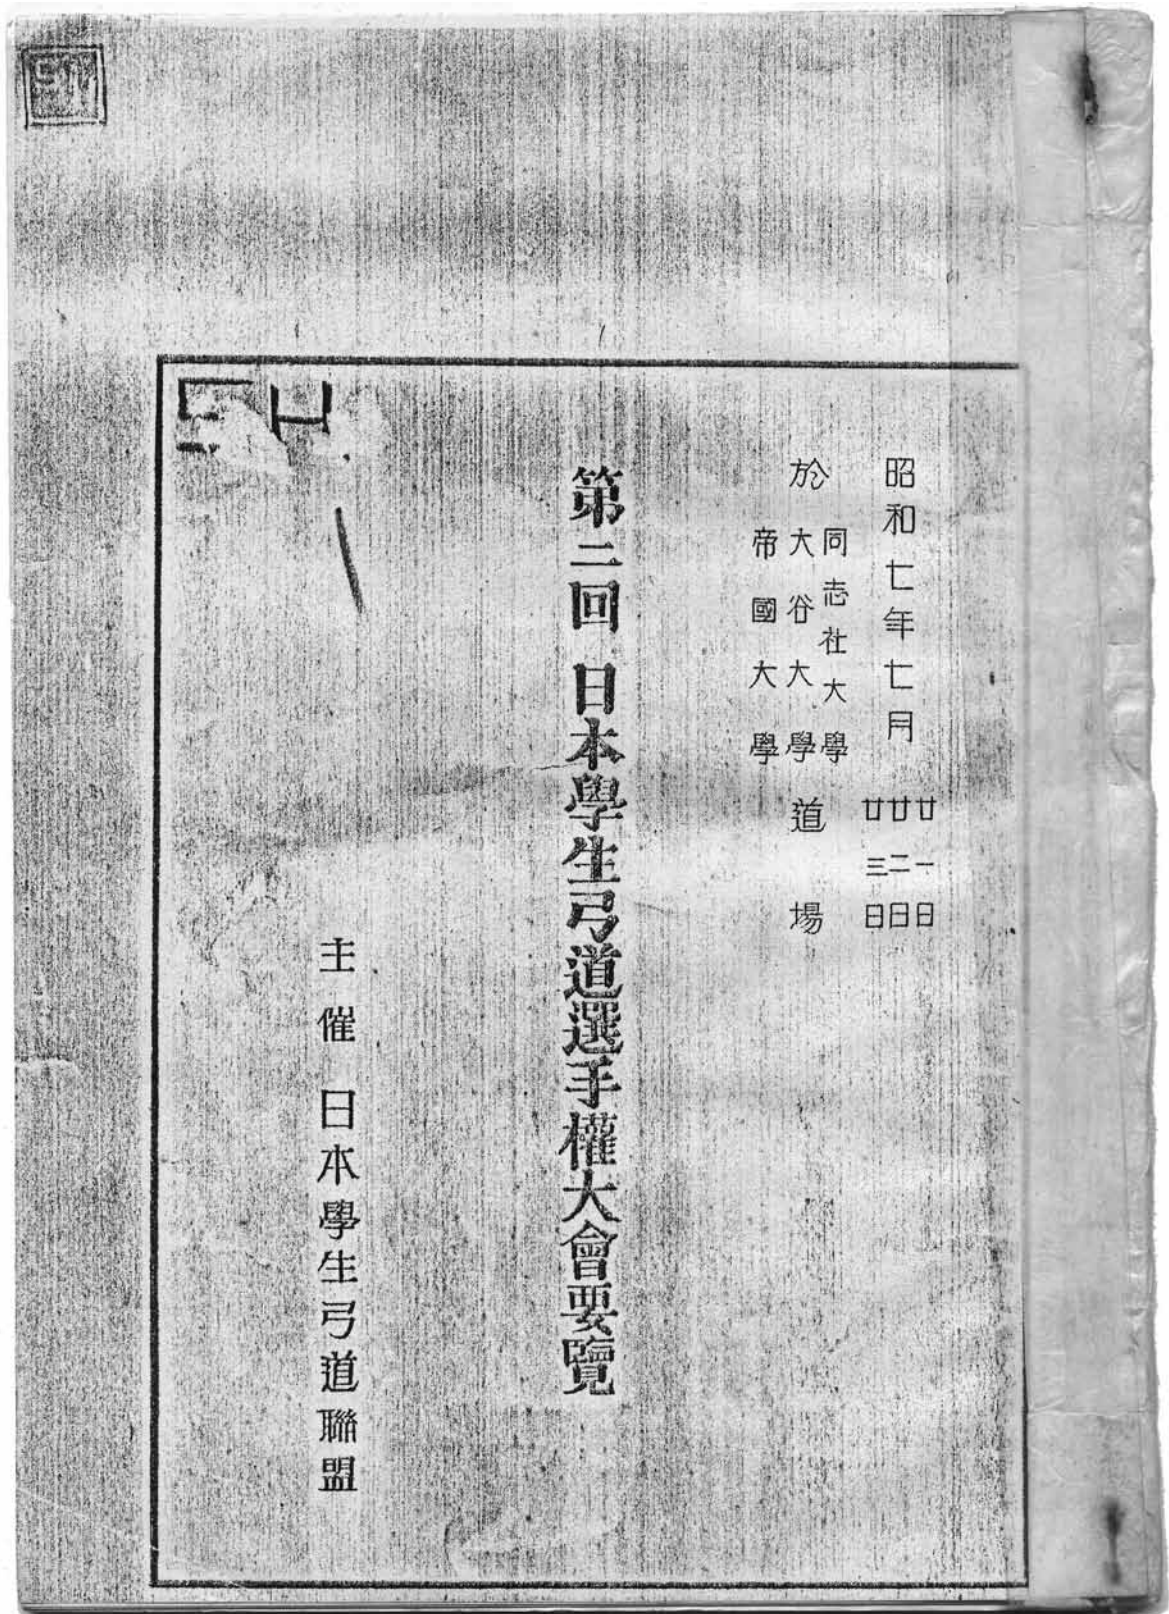 昭和七年七月
廿一日
廿二日
廿三日
於
同志社大學
大谷大學
帝國大學
道場
第二回 日本學生弓道選手權大會要覽
主催 日本學生弓道聯盟